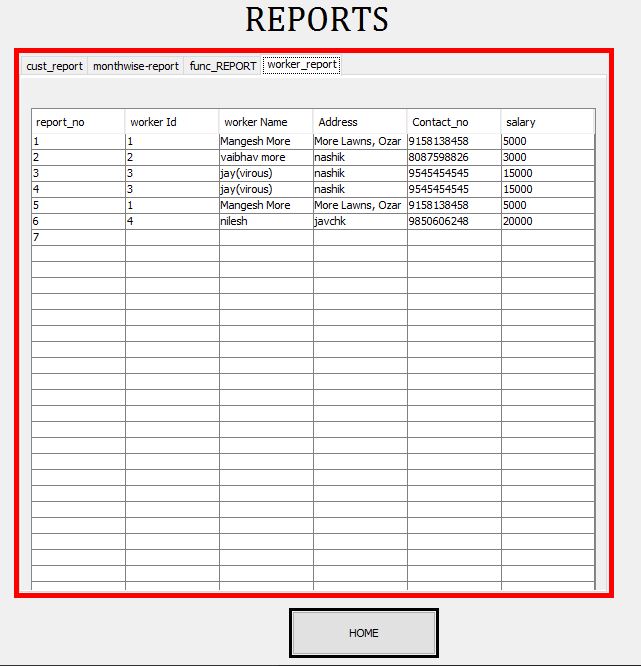 REPORTS
cust_report monthwise-report func_REPORT worker_report
report_no worker Id worker Name Address Contact_no salary
1 1 Mangesh More More Lawns, Ozar 9158138458 5000
2 2 vaibhav more nashik 8087598826 3000
3 3 jay(virous) nashik 9545454545 15000
4 3 jay(virous) nashik 9545454545 15000
5 1 Mangesh More More Lawns, Ozar 9158138458 5000
6 4 nilesh javchk 9850606248 20000
7
HOME